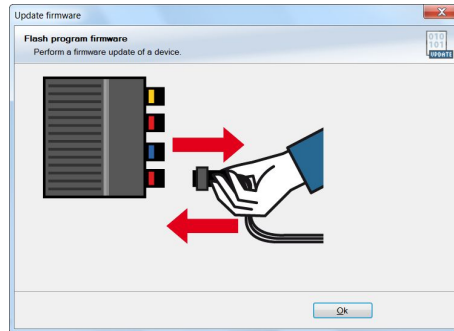 Update firmware
Flash program firmware
Perform a firmware update of a device.
010
101
UPDATE
Ok